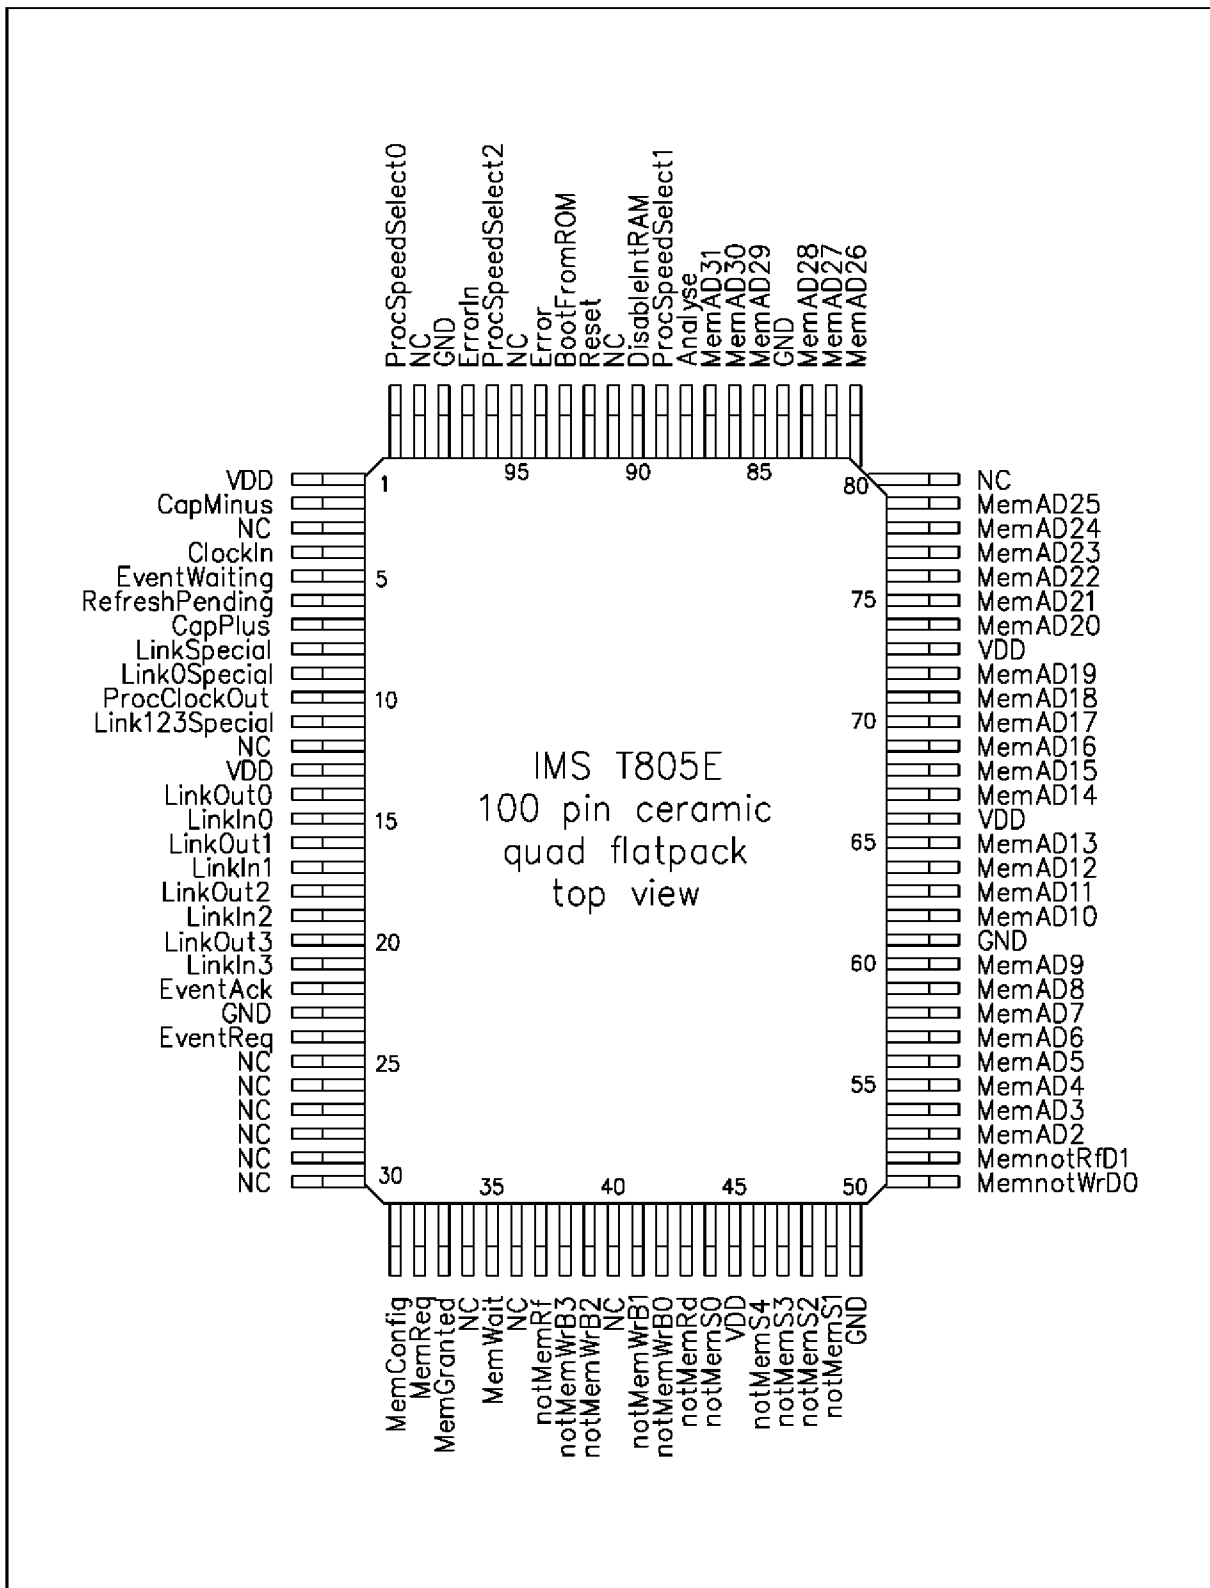 ProcSpeedSelect0
NC
GND
ErrorIn
ProcSpeedSelect2
NC
Error
BootFromROM
Reset
NC
DisableIntRAM
ProcSpeedSelect1
Analyse
MemAD31
MemAD30
MemAD29
GND
MemAD28
MemAD27
MemAD26
95
90
85
80
1
5
10
15
20
25
30
VDD
CapMinus
NC
ClockIn
EventWaiting
RefreshPending
CapPlus
LinkSpecial
Link0Special
ProcClockOut
Link123Special
NC
VDD
LinkOut0
LinkIn0
LinkOut1
LinkIn1
LinkOut2
LinkIn2
LinkOut3
LinkIn3
EventAck
GND
EventReq
NC
NC
NC
NC
NC
NC
IMS T805E
100 pin ceramic
quad flatpack
top view
NC
MemAD25
MemAD24
MemAD23
MemAD22
MemAD21
MemAD20
VDD
MemAD19
MemAD18
MemAD17
MemAD16
MemAD15
MemAD14
VDD
MemAD13
MemAD12
MemAD11
MemAD10
GND
MemAD9
MemAD8
MemAD7
MemAD6
MemAD5
MemAD4
MemAD3
MemAD2
MemnotRfD1
MemnotWrD0
75
70
65
60
55
35
40
45
50
MemConfig
MemReq
MemGranted
NC
MemWait
NC
notMemRf
notMemWrB3
notMemWrB2
NC
notMemWrB1
notMemWrB0
notMemRd
notMemS0
VDD
notMemS4
notMemS3
notMemS2
notMemS1
GND